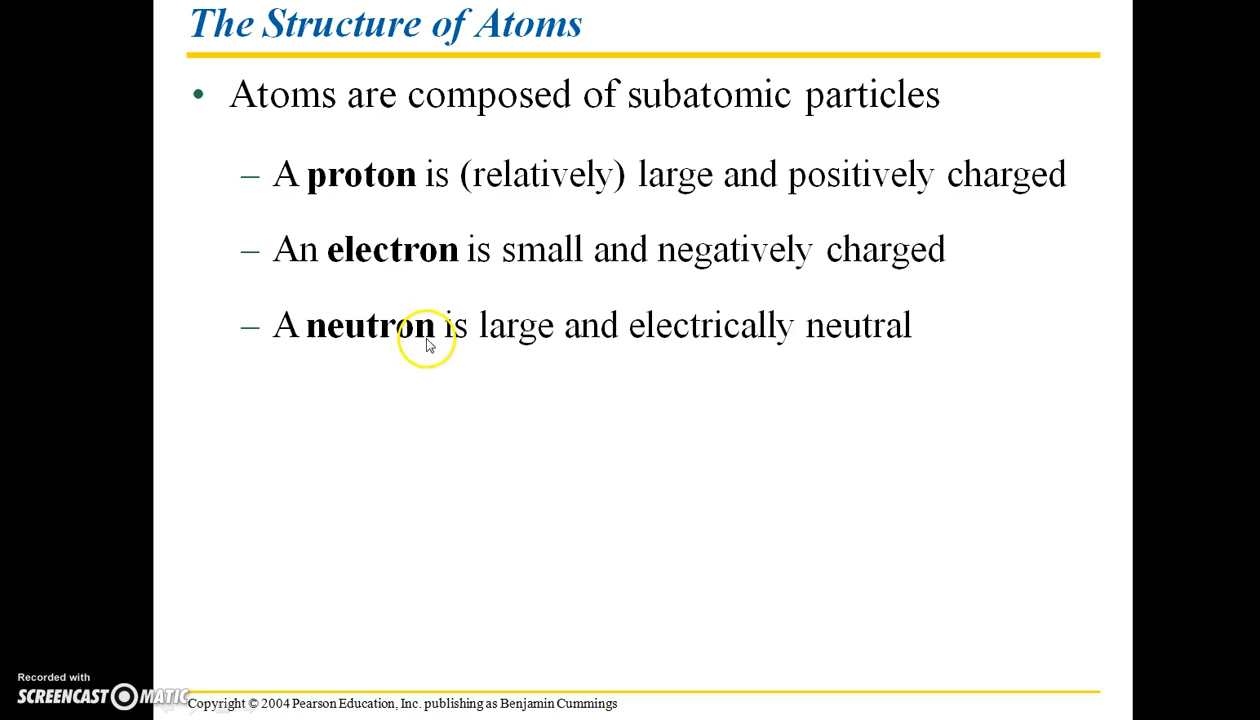 The Structure of Atoms
• Atoms are composed of subatomic particles
– A proton is (relatively) large and positively charged
– An electron is small and negatively charged
– A neutron is large and electrically neutral
Recorded with
SCREENCAST MATIC
Copyright © 2004 Pearson Education, Inc. publishing as Benjamin Cummings